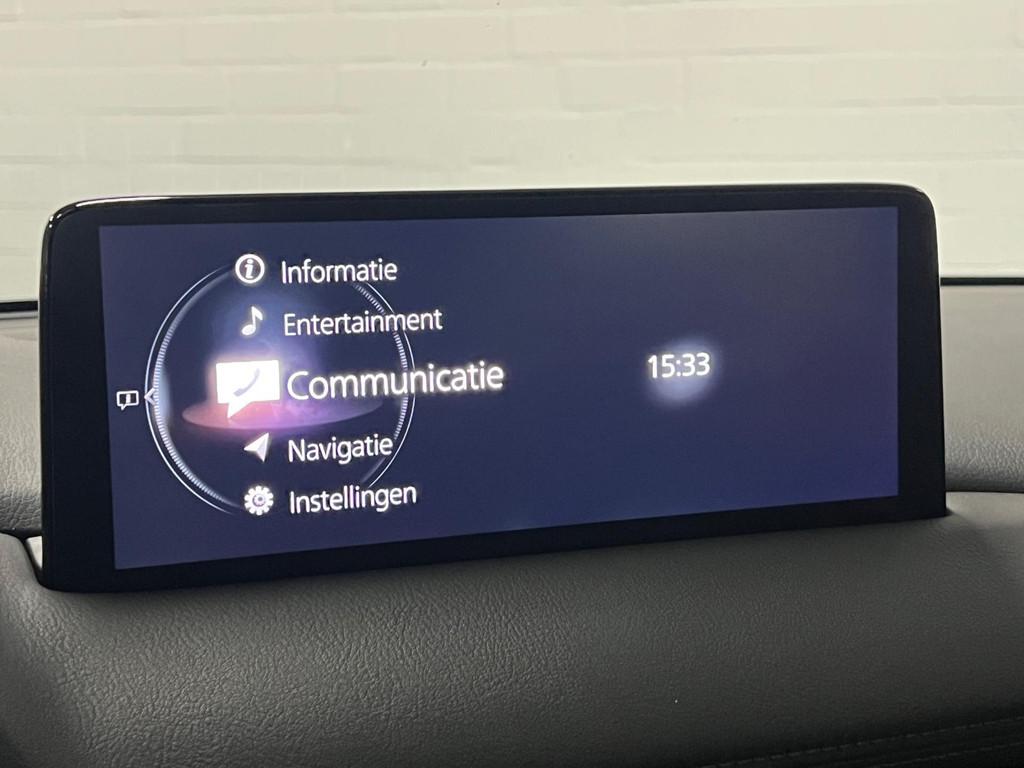 Informatie
Entertainment
Communicatie
Navigatie
Instellingen
15:33